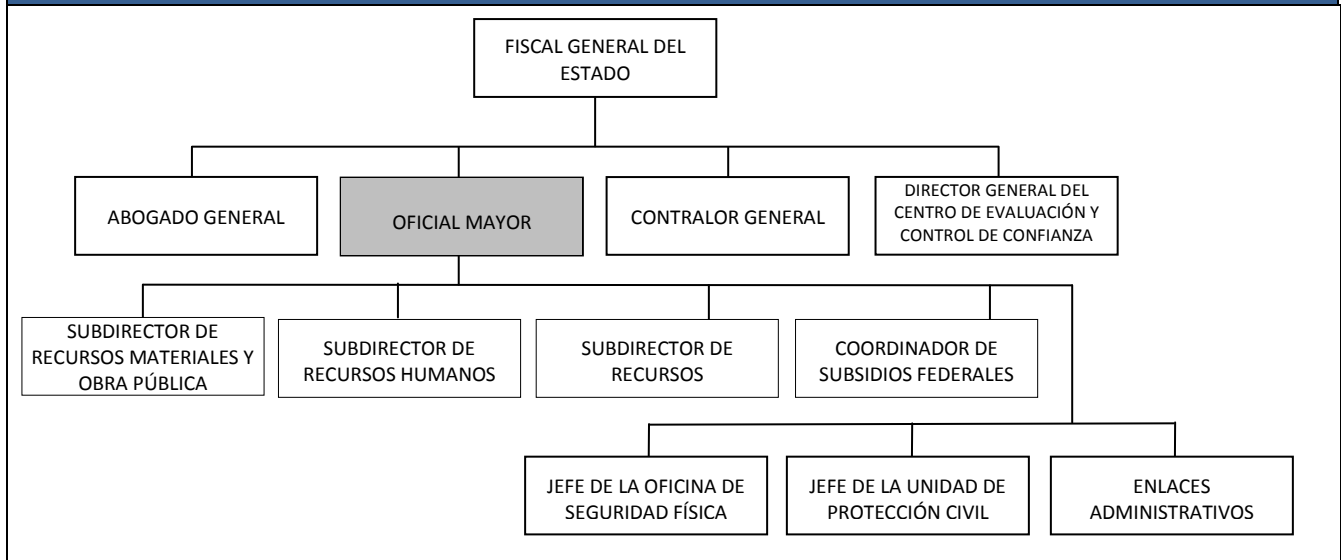 FISCAL GENERAL DEL
ESTADO
ABOGADO GENERAL
OFICIAL MAYOR
CONTRALOR GENERAL
DIRECTOR GENERAL DEL
CENTRO DE EVALUACIÓN Y
CONTROL DE CONFIANZA
SUBDIRECTOR DE
RECURSOS MATERIALES Y
OBRA PÚBLICA
SUBDIRECTOR DE
RECURSOS HUMANOS
SUBDIRECTOR DE
RECURSOS
COORDINADOR DE
SUBSIDIOS FEDERALES
JEFE DE LA OFICINA DE
SEGURIDAD FÍSICA
JEFE DE LA UNIDAD DE
PROTECCIÓN CIVIL
ENLACES
ADMINISTRATIVOS